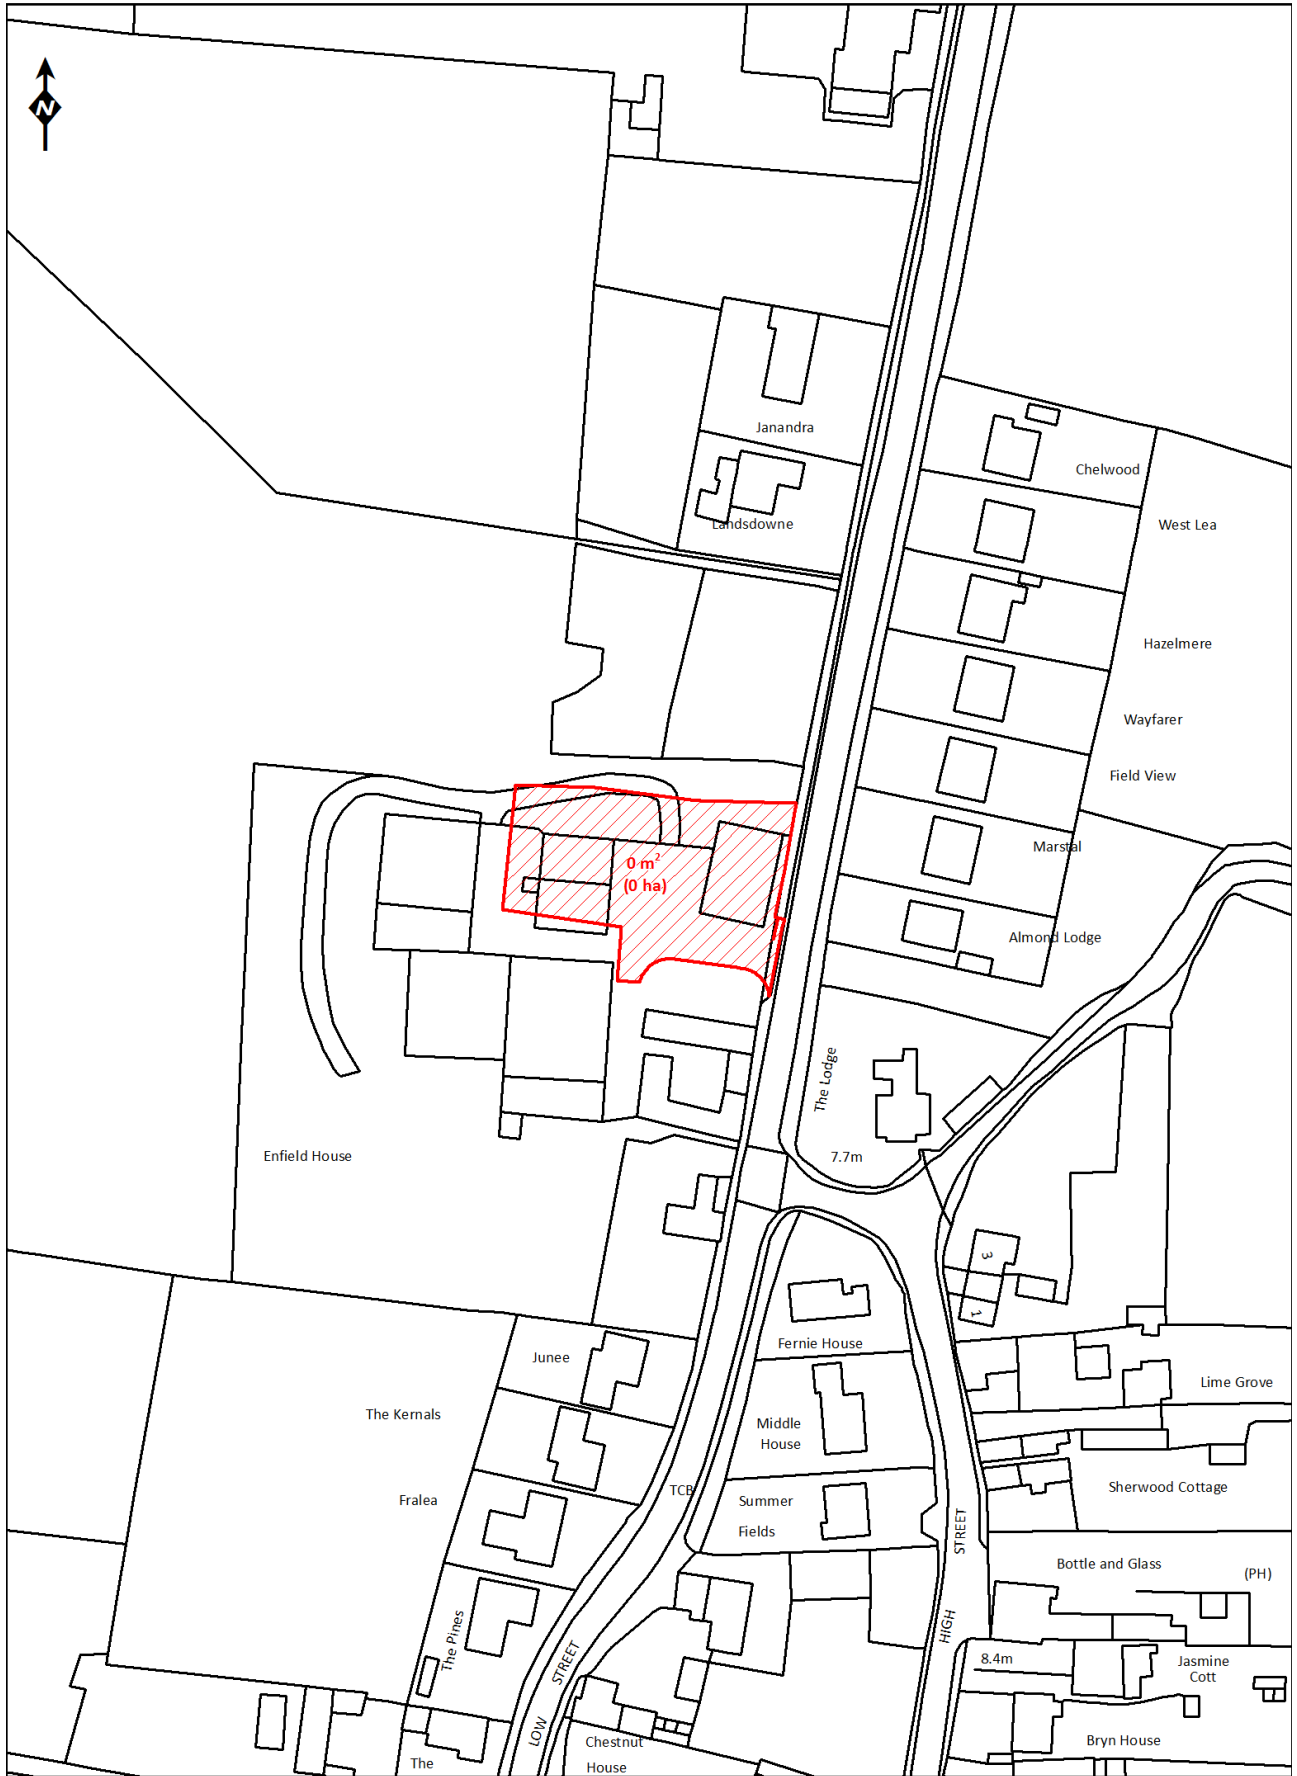 N
Janandra
Chelwood
Landsdowne
West Lea
Hazelmere
Wayfarer
Field View
Marstal
0 m²
(0 ha)
Almond Lodge
The Lodge
7.7m
Enfield House
3
1
Fernie House
Junee
Lime Grove
The Kernals
Middle
House
TCB
Sherwood Cottage
Fralea
Summer
Fields
HIGH STREET
Bottle and Glass
(PH)
The Pines
LOW STREET
8.4m
Jasmine
Cott
Bryn House
Chestnut
House
The